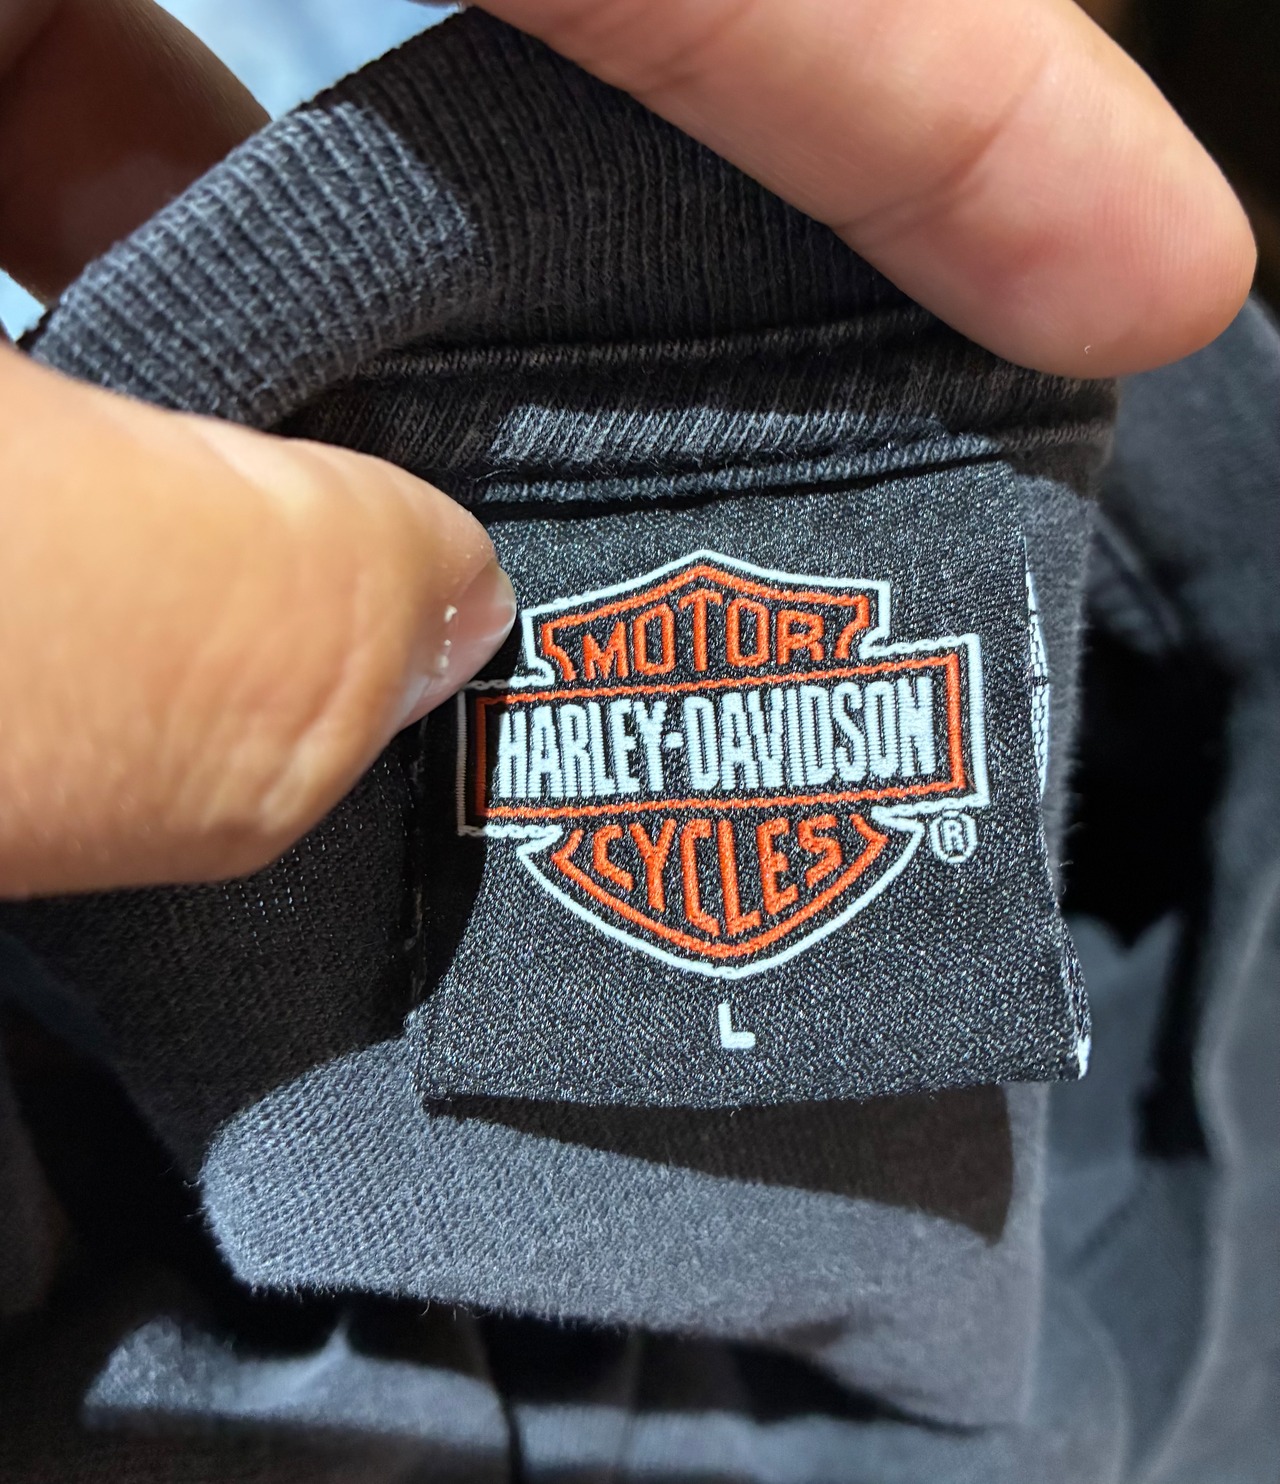 MOTOR
HARLEY-DAVIDSON
CYCLES
®
L